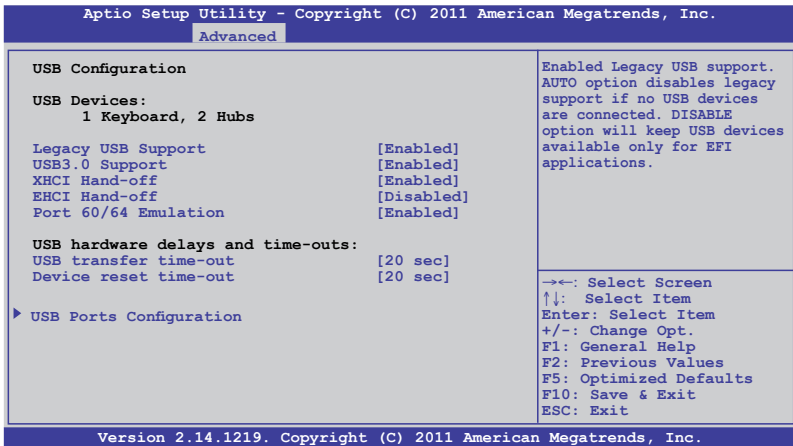 Aptio Setup Utility - Copyright (C) 2011 American Megatrends, Inc.
Advanced
USB Configuration
USB Devices:
1 Keyboard, 2 Hubs
Legacy USB Support [Enabled]
USB3.0 Support [Enabled]
XHCI Hand-off [Enabled]
EHCI Hand-off [Disabled]
Port 60/64 Emulation [Enabled]
USB hardware delays and time-outs:
USB transfer time-out [20 sec]
Device reset time-out [20 sec]
USB Ports Configuration
Enabled Legacy USB support.
AUTO option disables legacy
support if no USB devices
are connected. DISABLE
option will keep USB devices
available only for EFI
applications.
→←: Select Screen
↑↓: Select Item
Enter: Select Item
+/-: Change Opt.
F1: General Help
F2: Previous Values
F5: Optimized Defaults
F10: Save & Exit
ESC: Exit
Version 2.14.1219. Copyright (C) 2011 American Megatrends, Inc.